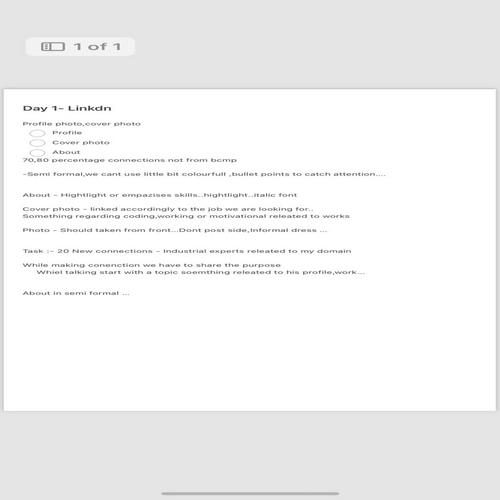 1 of 1
Day 1- Linkdn
Profile photo,cover photo
Profile
Cover photo
About
70,80 percentage connections not from bcmp
-Semi formal,we cant use little bit colourfull ,bullet points to catch attention....
About - Hightlight or empazises skills..hightlight..italic font
Cover photo - linked accordingly to the job we are looking for..
Something regarding coding,working or motivational releated to works
Photo - Should taken from front...Dont post side,Informal dress ...
Task :- 20 New connections - Industrial experts releated to my domain
While making conenction we have to share the purpose
Whiel talking start with a topic soemthing releated to his profile,work...
About in semi formal ...